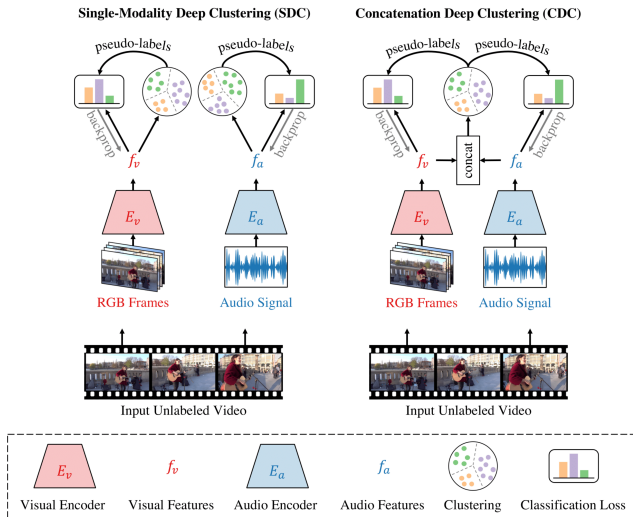 Single-Modality Deep Clustering (SDC)
pseudo-labels
backprop
backprop
f_v
f_a
E_v
E_a
RGB Frames
Audio Signal
Input Unlabeled Video
Concatenation Deep Clustering (CDC)
pseudo-labels
pseudo-labels
backprop
backprop
f_v
concat
f_a
E_v
E_a
RGB Frames
Audio Signal
Input Unlabeled Video
E_v
f_v
E_a
f_a
Visual Encoder
Visual Features
Audio Encoder
Audio Features
Clustering
Classification Loss